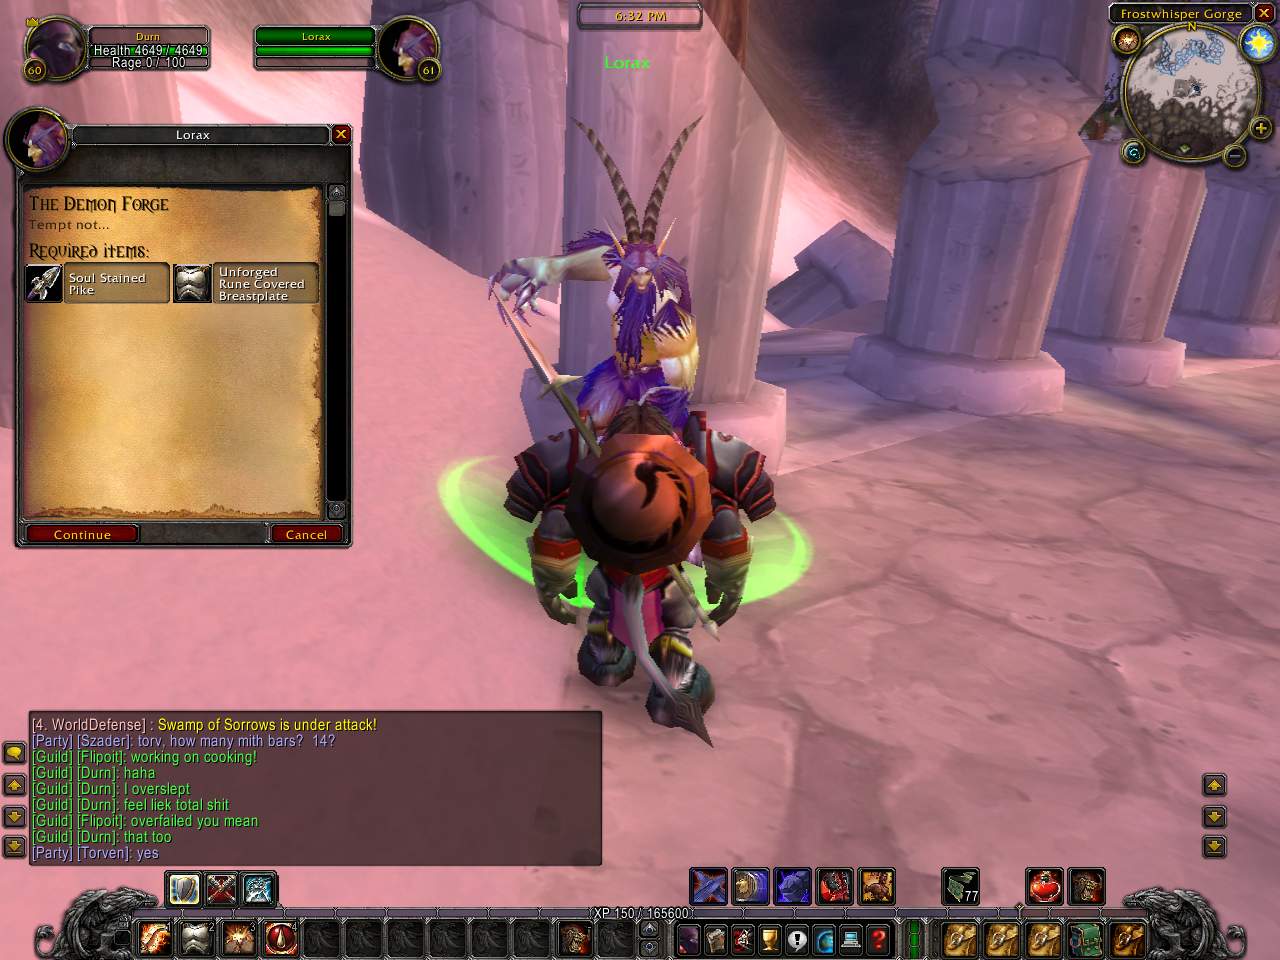 6:32 PM
Frostwhisper Gorge
N
Durn
Health 4649 / 4649
Rage 0 / 100
60
Lorax
61
Lorax
Lorax
The Demon Forge
Tempt not...
Required items:
Soul Stained
Pike
Unforged
Rune Covered
Breastplate
Continue
Cancel
[4. WorldDefense] : Swamp of Sorrows is under attack!
[Party] [Szader]: torv, how many mith bars?  14?
[Guild] [Flipoit]: working on cooking!
[Guild] [Durn]: haha
[Guild] [Durn]: I overslept
[Guild] [Durn]: feel liek total shit
[Guild] [Flipoit]: overfailed you mean
[Guild] [Durn]: that too
[Party] [Torven]: yes
77
XP 150 / 165600
2
3
4